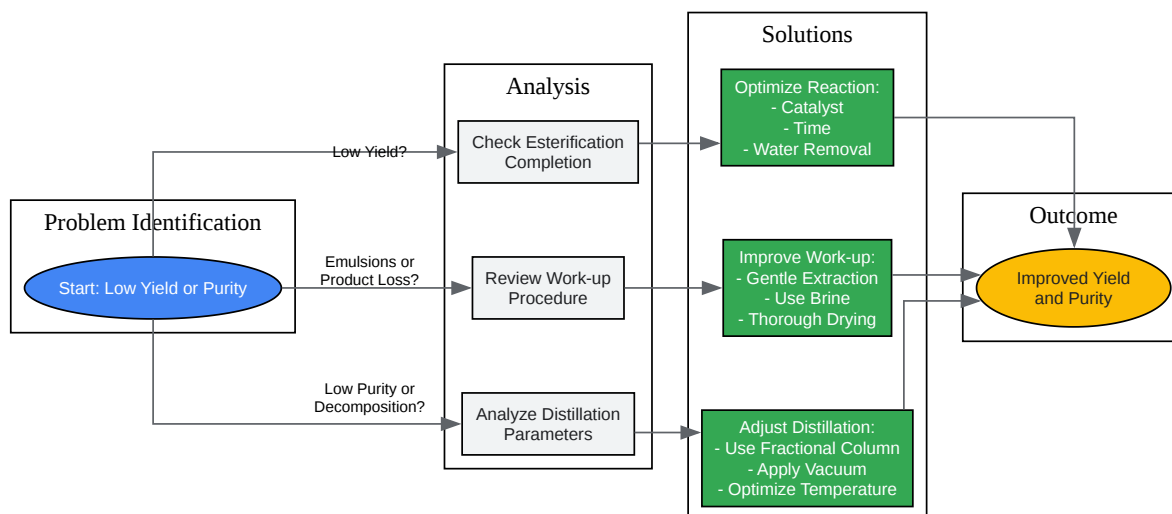 Problem Identification
Start: Low Yield or Purity
Low Yield?
Emulsions or
Product Loss?
Low Purity or
Decomposition?
Analysis
Check Esterification
Completion
Review Work-up
Procedure
Analyze Distillation
Parameters
Solutions
Optimize Reaction:
- Catalyst
- Time
- Water Removal
Improve Work-up:
- Gentle Extraction
- Use Brine
- Thorough Drying
Adjust Distillation:
- Use Fractional Column
- Apply Vacuum
- Optimize Temperature
Outcome
Improved Yield
and Purity